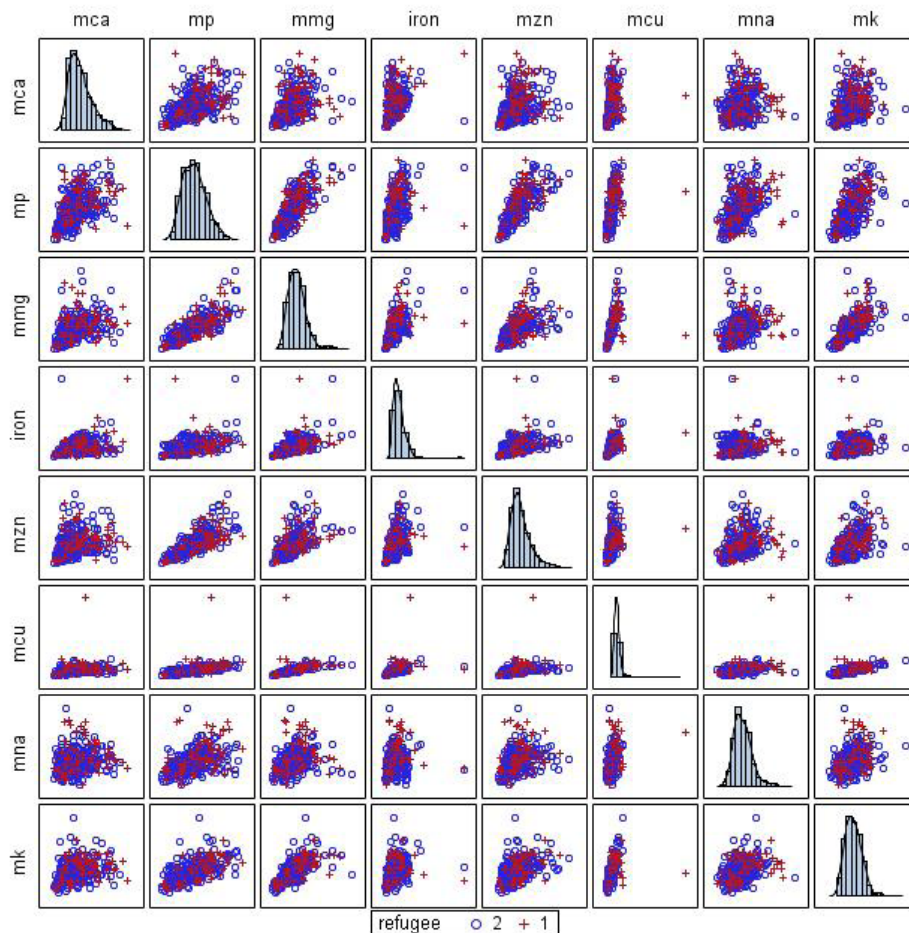 mca mp mmg iron mzn mcu mna mk
mca
mp
mmg
iron
mzn
mcu
mna
mk
refugee 2 1